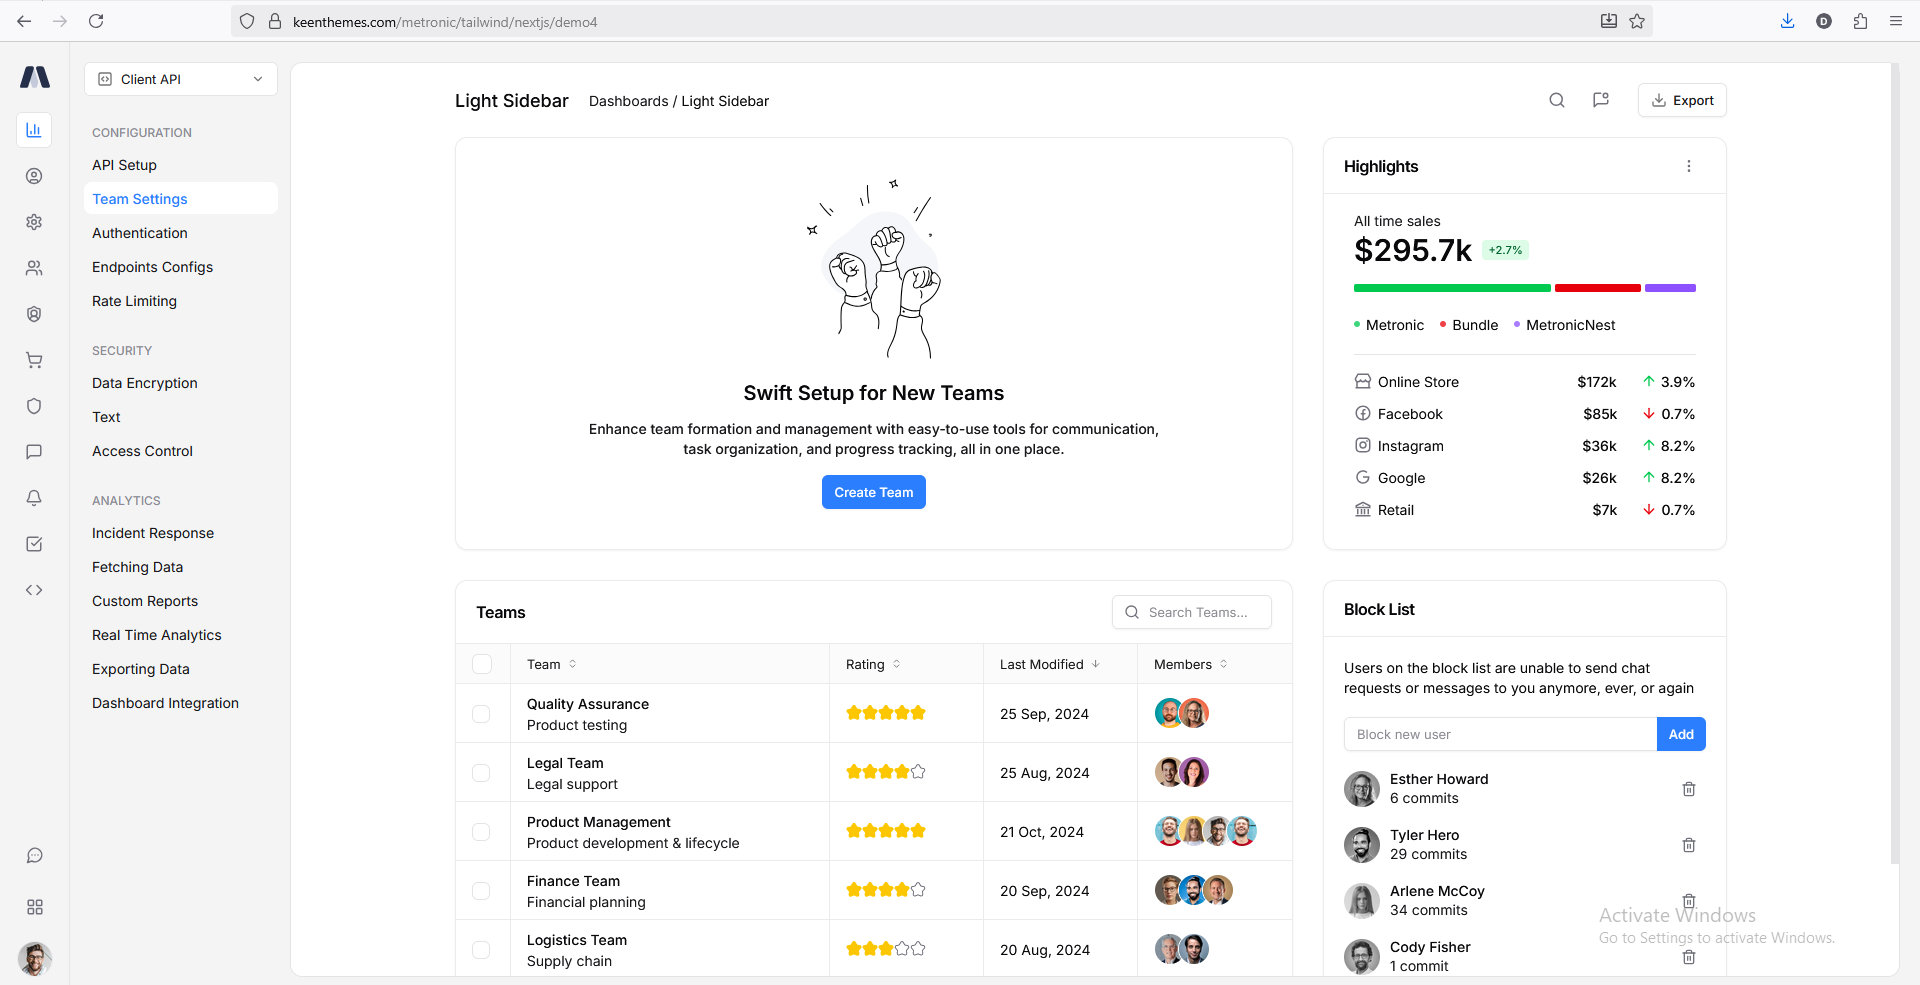 keenthemes.com/metronic/tailwind/nextjs/demo4
D
Client API
CONFIGURATION
API Setup
Team Settings
Authentication
Endpoints Configs
Rate Limiting
SECURITY
Data Encryption
Text
Access Control
ANALYTICS
Incident Response
Fetching Data
Custom Reports
Real Time Analytics
Exporting Data
Dashboard Integration
Light Sidebar
Dashboards / Light Sidebar
Export
Swift Setup for New Teams
Enhance team formation and management with easy-to-use tools for communication,
task organization, and progress tracking, all in one place.
Create Team
Highlights
All time sales
$295.7k +2.7%
Metronic Bundle MetronicNest
Online Store $172k 3.9%
Facebook $85k 0.7%
Instagram $36k 8.2%
Google $26k 8.2%
Retail $7k 0.7%
Teams
Search Teams...
Team Rating Last Modified Members
Quality Assurance
Product testing
25 Sep, 2024
Legal Team
Legal support
25 Aug, 2024
Product Management
Product development & lifecycle
21 Oct, 2024
Finance Team
Financial planning
20 Sep, 2024
Logistics Team
Supply chain
20 Aug, 2024
Block List
Users on the block list are unable to send chat
requests or messages to you anymore, ever, or again
Block new user
Add
Esther Howard
6 commits
Tyler Hero
29 commits
Arlene McCoy
34 commits
Cody Fisher
1 commit
Activate Windows
Go to Settings to activate Windows.